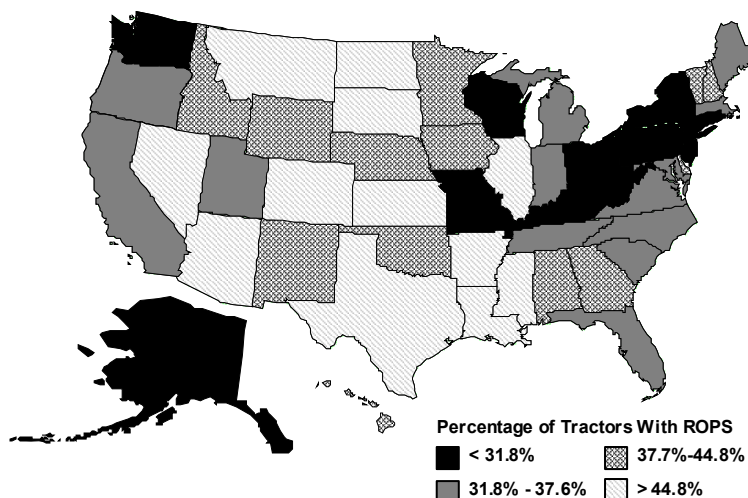 Percentage of Tractors With ROPS
< 31.8%
37.7%-44.8%
31.8% - 37.6%
> 44.8%